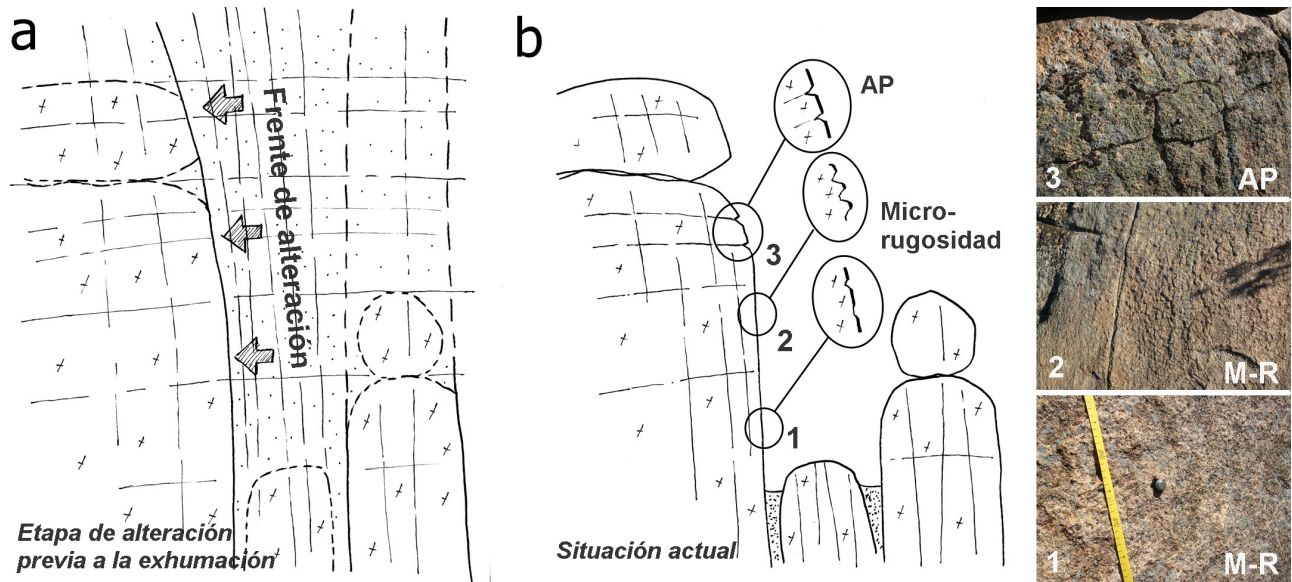 a
Frente de alteración
Etapa de alteración
previa a la exhumación
b
AP
Micro-
rugosidad
3
2
1
Situación actual
3 AP
2 M-R
1 M-R